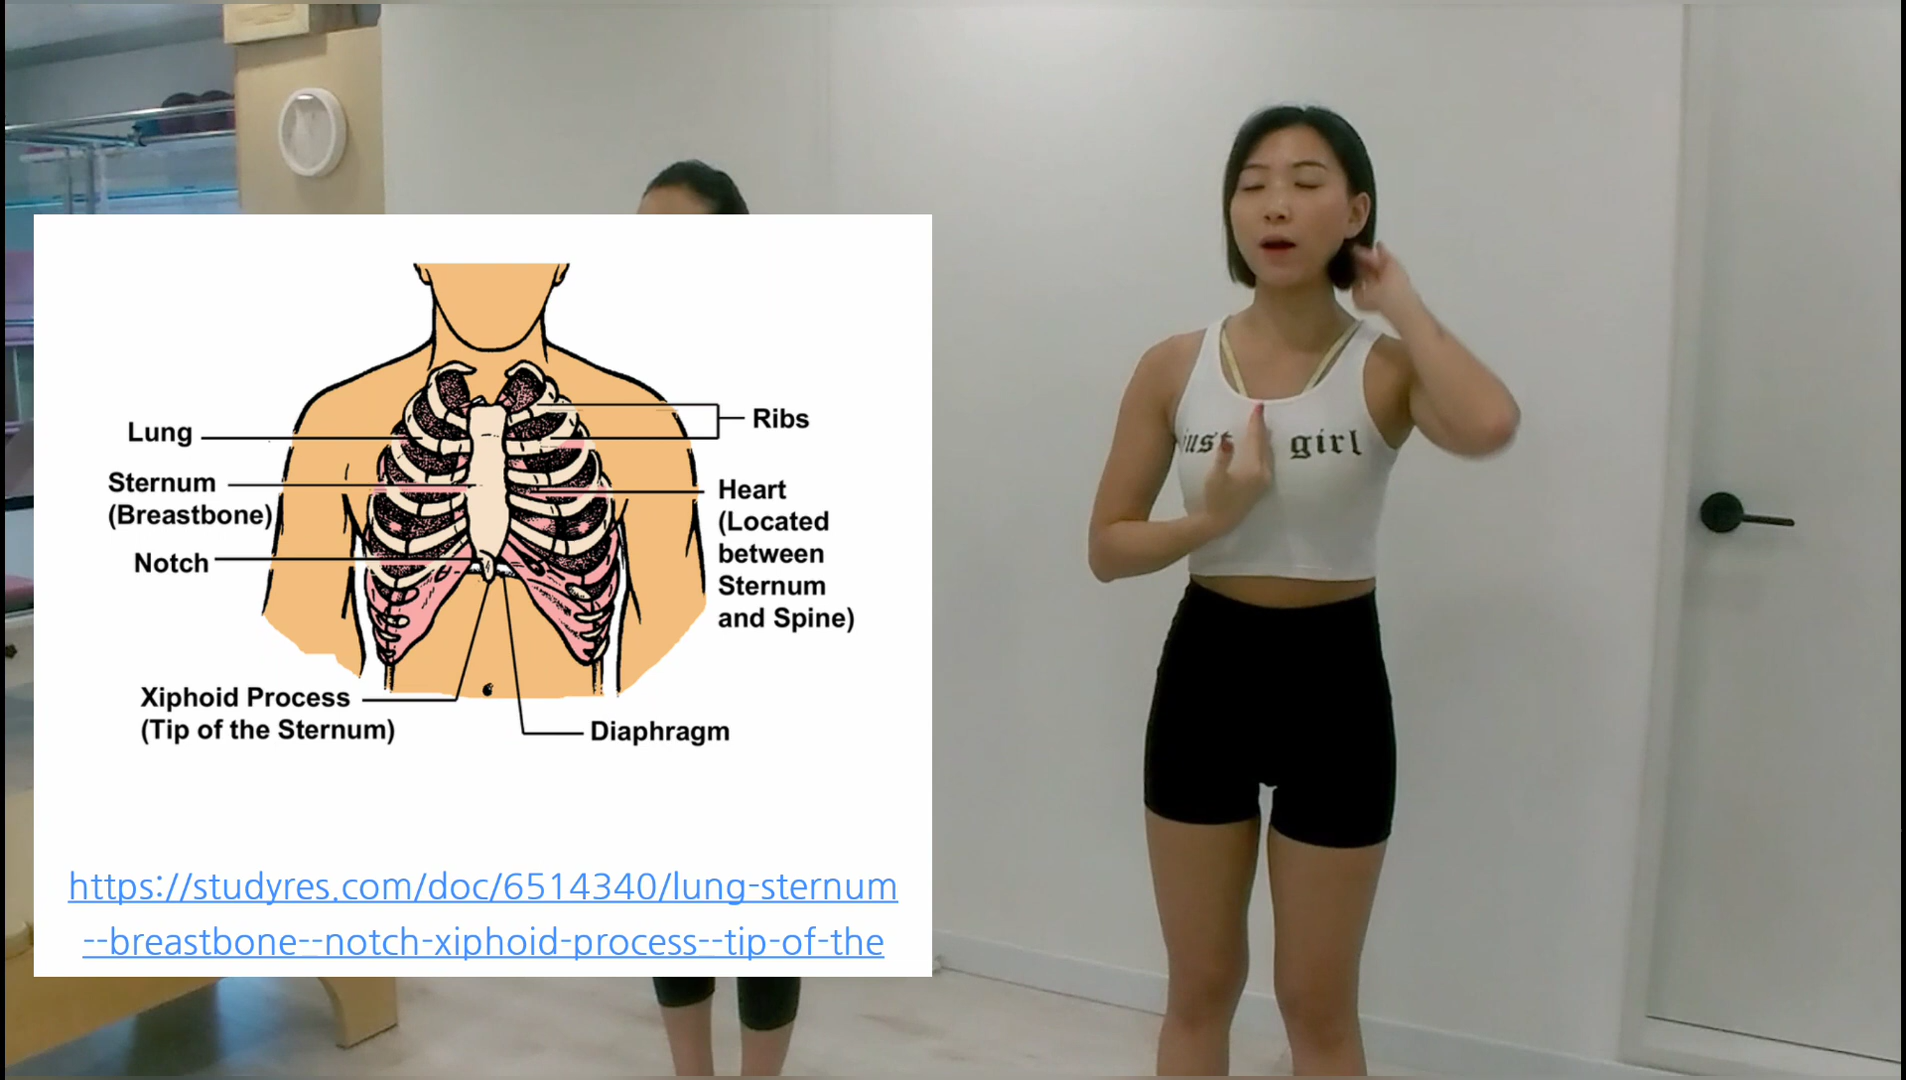 Lung
Sternum
(Breastbone)
Notch
Ribs
Heart
(Located
between
Sternum
and Spine)
Xiphoid Process
(Tip of the Sternum)
Diaphragm
https://studyres.com/doc/6514340/lung-sternum
--breastbone--notch-xiphoid-process--tip-of-the
just girl